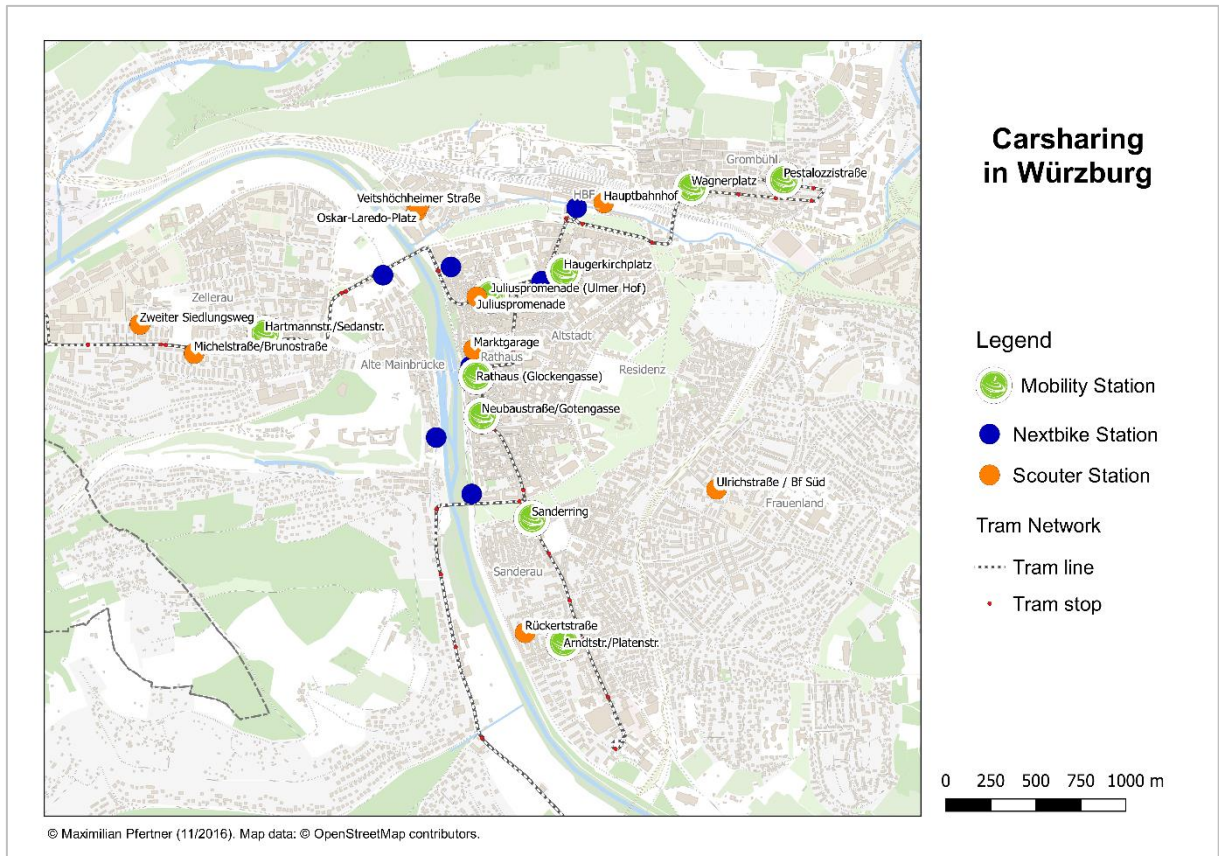 Carsharing
in Würzburg
Grombühl
Pestalozzistraße
Wagnerplatz
HBF
Hauptbahnhof
Veitshöchheimer Straße
Oskar-Laredo-Platz
Haugerkirchplatz
Juliuspromenade (Ulmer Hof)
Juliuspromenade
Zellerau
Zweiter Siedlungsweg
Hartmannstr./Sedanstr.
Michelstraße/Brunostraße
Marktgarage
Altstadt
Rathaus
Alte Mainbrücke
Residenz
Rathaus (Glockengasse)
Neubaustraße/Gotengasse
Ulrichstraße / Bf Süd
Frauenland
Sanderring
Sanderau
Rückertstraße
Arndtstr./Platenstr.
Legend
Mobility Station
Nextbike Station
Scouter Station
Tram Network
Tram line
Tram stop
0 250 500 750 1000 m
© Maximilian Pfertner (11/2016). Map data: © OpenStreetMap contributors.